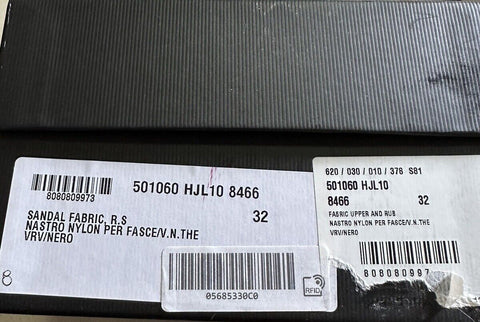 501060 HJL10 8466
8080809973
32
SANDAL FABRIC, R.S
NASTRO NYLON PER FASCE/V.N.THE
VRV/NERO
05685330C0
RFID
8
620 / 030 / 010 / 378 S81
501060 HJL10
8466 32
FABRIC UPPER AND RUB
NASTRO NYLON PER FASCE/V.N.THE
VRV/NERO
808080997